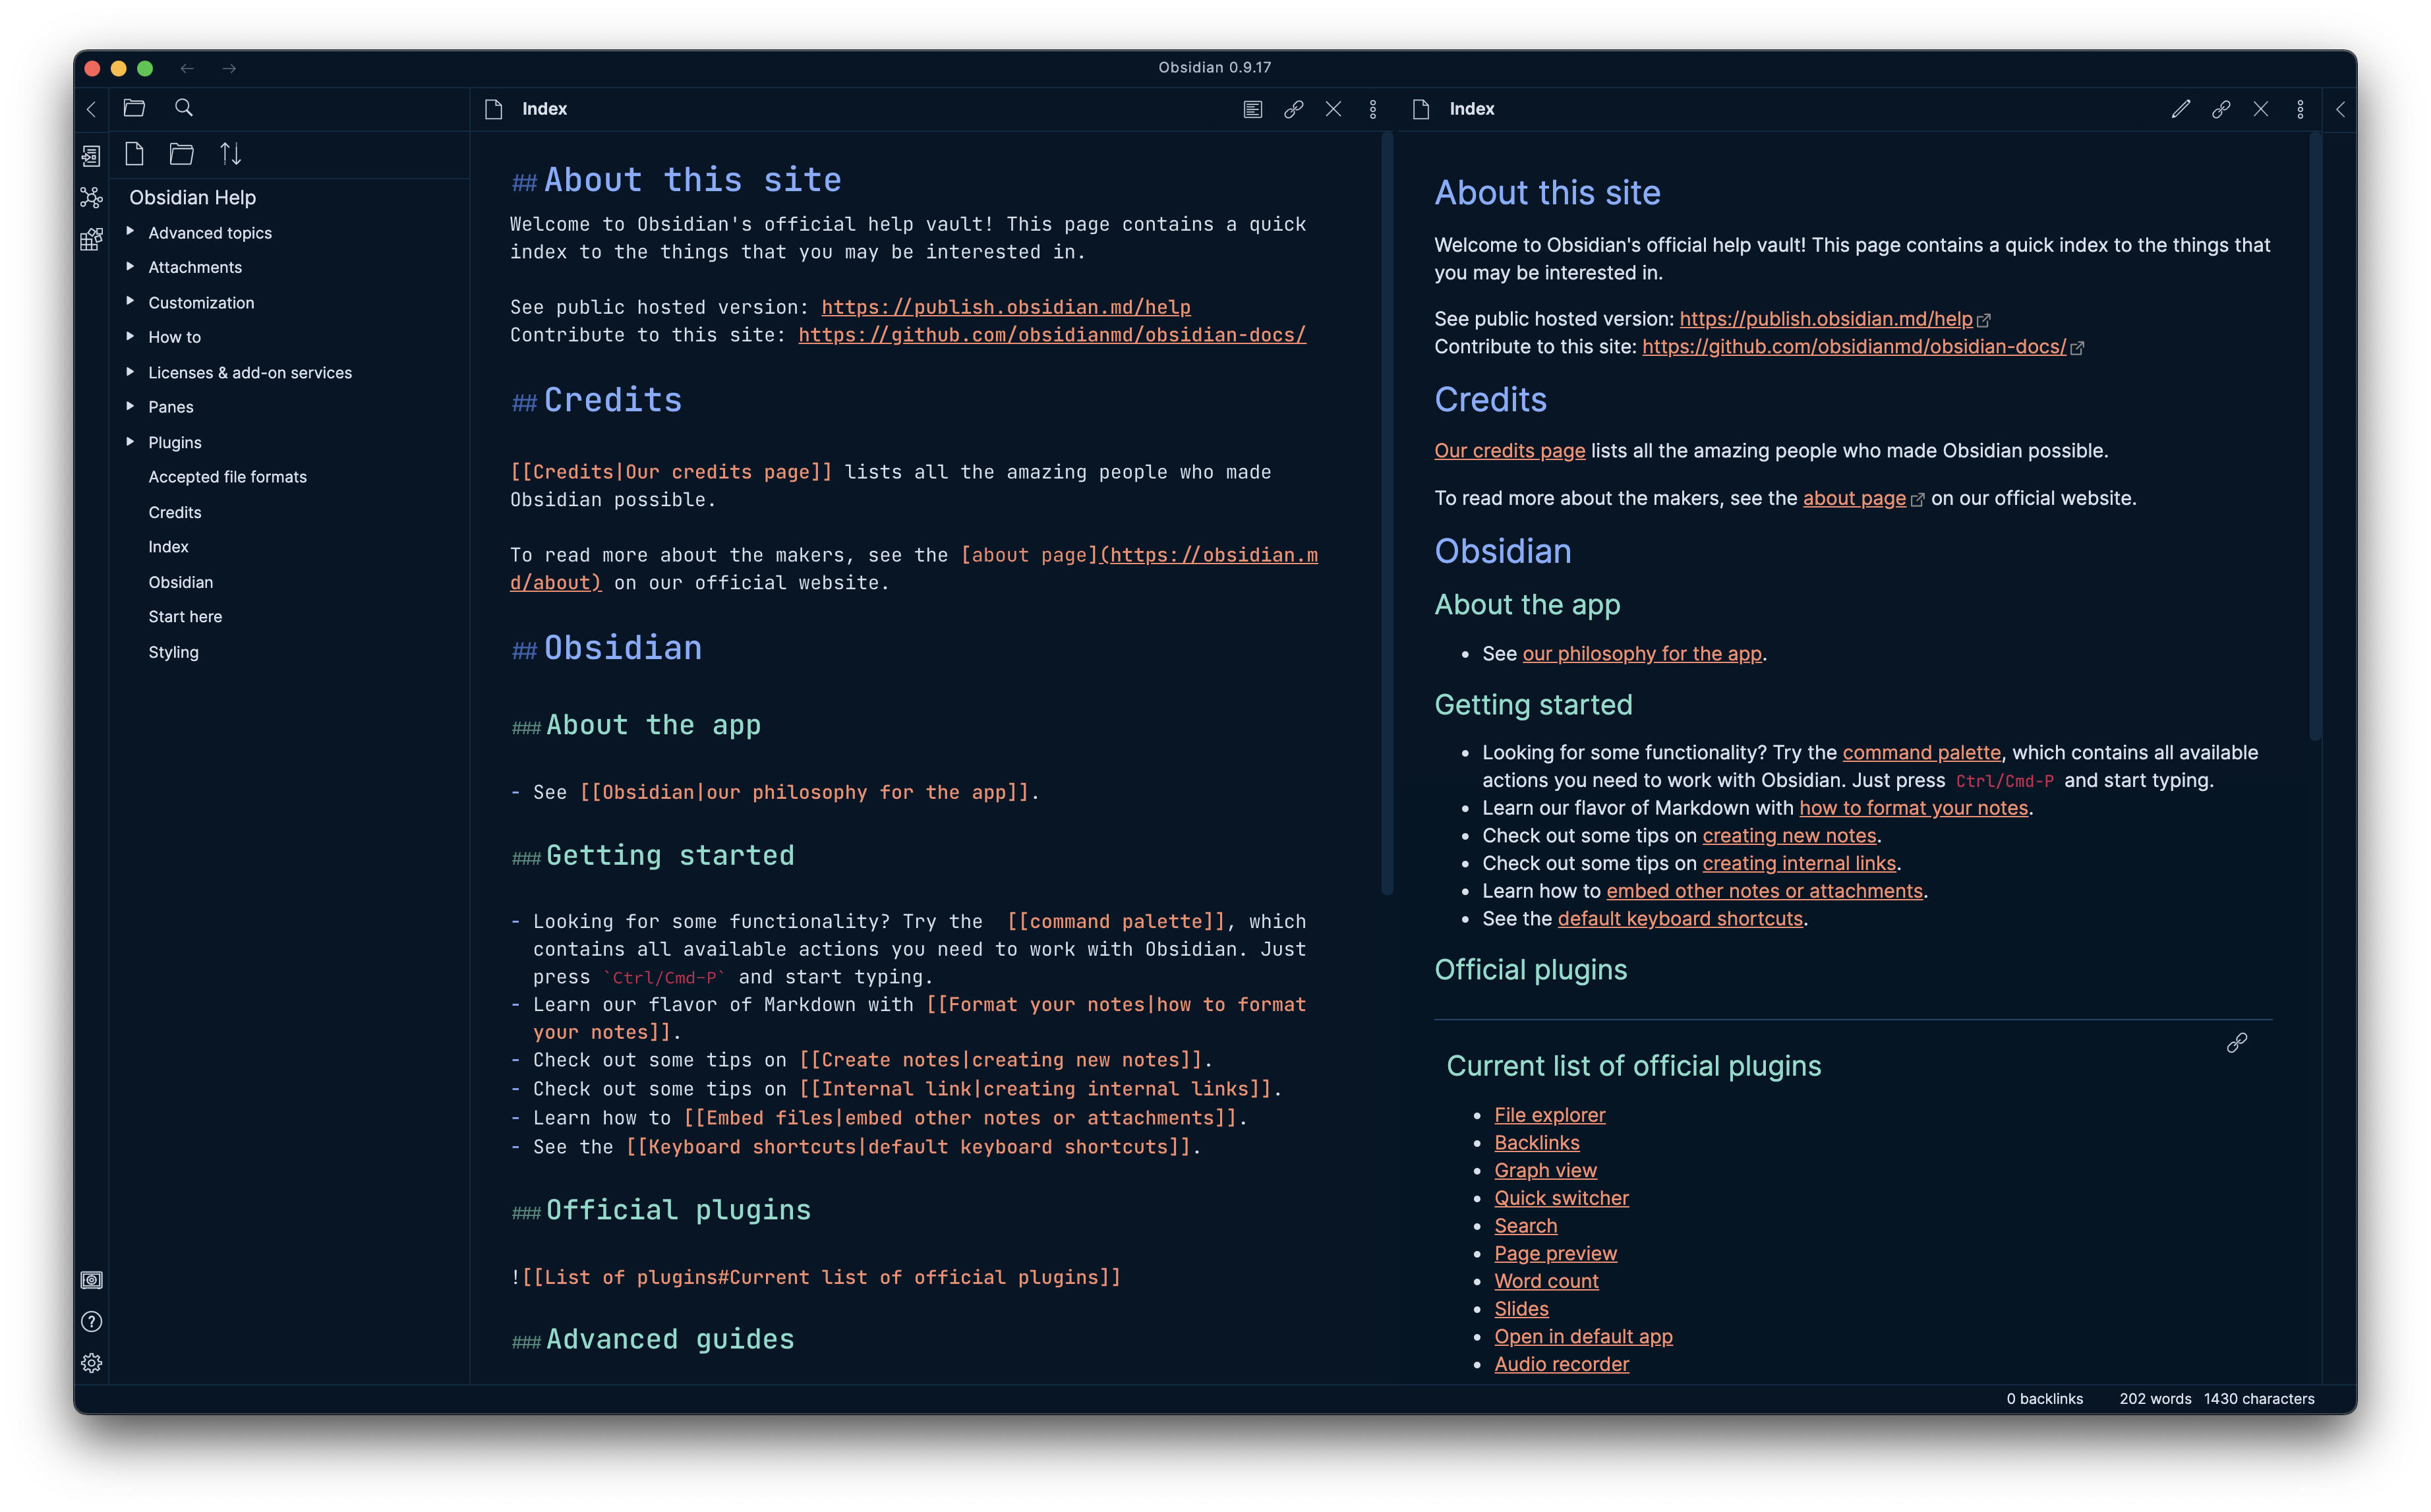 Obsidian 0.9.17
Obsidian Help
Advanced topics
Attachments
Customization
How to
Licenses & add-on services
Panes
Plugins
Accepted file formats
Credits
Index
Obsidian
Start here
Styling
Index
## About this site
Welcome to Obsidian's official help vault! This page contains a quick
index to the things that you may be interested in.
See public hosted version: https://publish.obsidian.md/help
Contribute to this site: https://github.com/obsidianmd/obsidian-docs/
## Credits
[[Credits|Our credits page]] lists all the amazing people who made
Obsidian possible.
To read more about the makers, see the [about page](https://obsidian.m
d/about) on our official website.
## Obsidian
### About the app
- See [[Obsidian|our philosophy for the app]].
### Getting started
- Looking for some functionality? Try the  [[command palette]], which
contains all available actions you need to work with Obsidian. Just
press `Ctrl/Cmd-P` and start typing.
- Learn our flavor of Markdown with [[Format your notes|how to format
your notes]].
- Check out some tips on [[Create notes|creating new notes]].
- Check out some tips on [[Internal link|creating internal links]].
- Learn how to [[Embed files|embed other notes or attachments]].
- See the [[Keyboard shortcuts|default keyboard shortcuts]].
### Official plugins
![[List of plugins#Current list of official plugins]]
### Advanced guides
Index
About this site
Welcome to Obsidian's official help vault! This page contains a quick index to the things that
you may be interested in.
See public hosted version: https://publish.obsidian.md/help
Contribute to this site: https://github.com/obsidianmd/obsidian-docs/
Credits
Our credits page lists all the amazing people who made Obsidian possible.
To read more about the makers, see the about page on our official website.
Obsidian
About the app
• See our philosophy for the app.
Getting started
• Looking for some functionality? Try the command palette, which contains all available
actions you need to work with Obsidian. Just press Ctrl/Cmd-P and start typing.
• Learn our flavor of Markdown with how to format your notes.
• Check out some tips on creating new notes.
• Check out some tips on creating internal links.
• Learn how to embed other notes or attachments.
• See the default keyboard shortcuts.
Official plugins
Current list of official plugins
• File explorer
• Backlinks
• Graph view
• Quick switcher
• Search
• Page preview
• Word count
• Slides
• Open in default app
• Audio recorder
0 backlinks 202 words 1430 characters